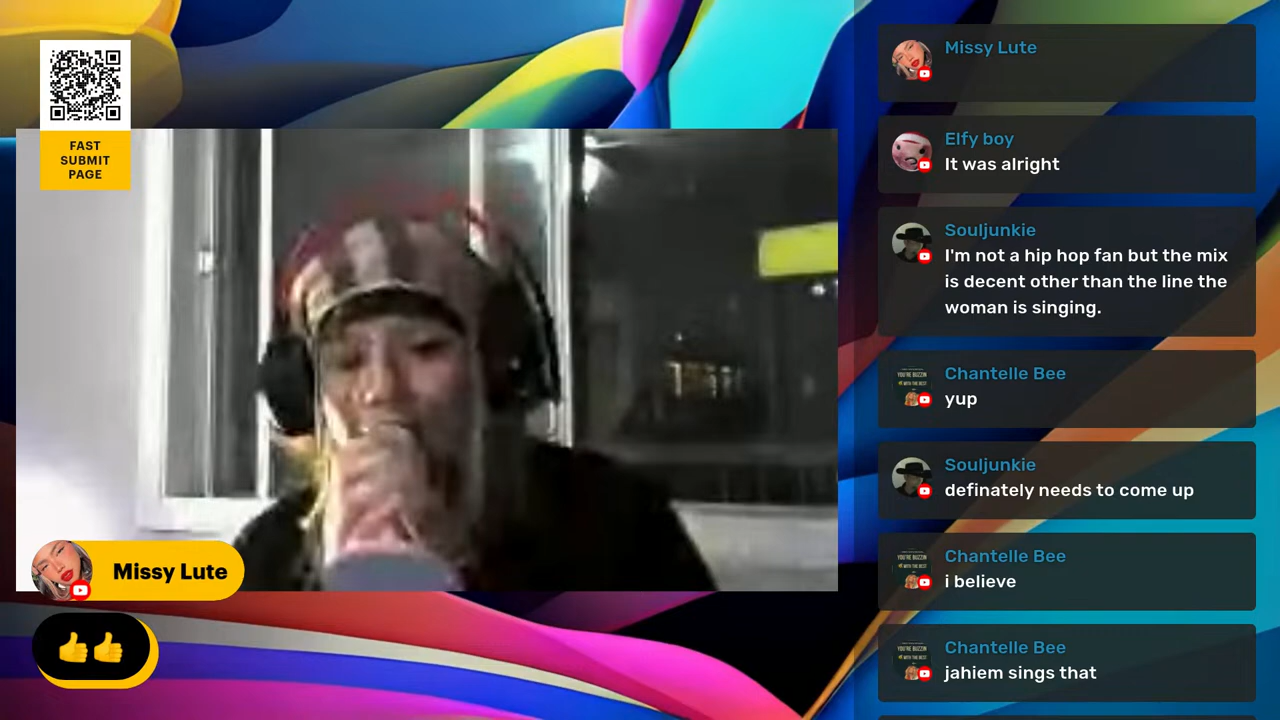 FAST
SUBMIT
PAGE
Missy Lute
👍👍
Missy Lute
Elfy boy
It was alright
Souljunkie
I'm not a hip hop fan but the mix
is decent other than the line the
woman is singing.
Chantelle Bee
yup
Souljunkie
definately needs to come up
Chantelle Bee
i believe
Chantelle Bee
jahiem sings that